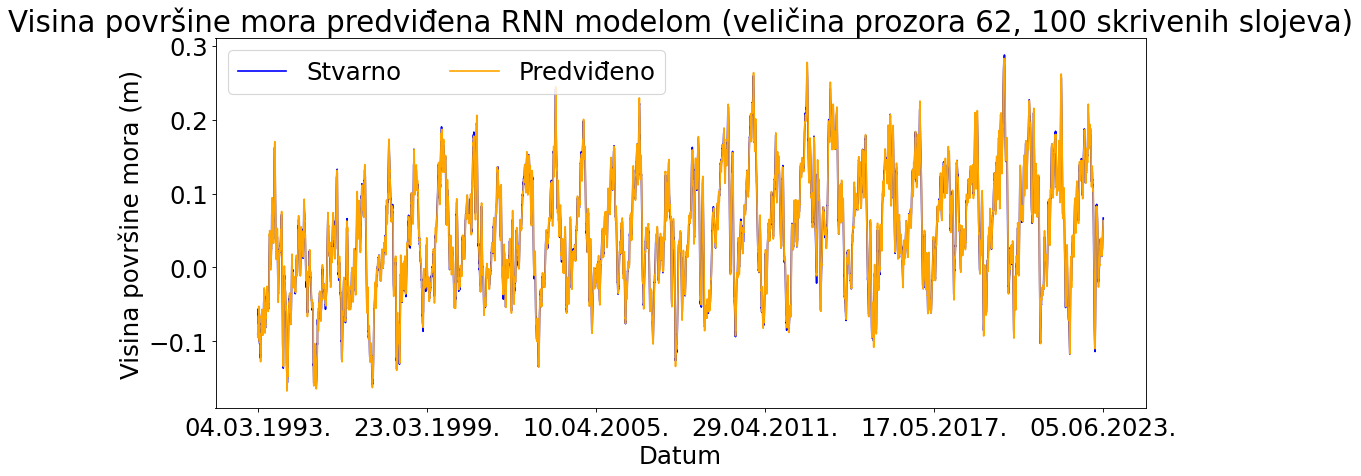 Visina površine mora predviđena RNN modelom (veličina prozora 62, 100 skrivenih slojeva)
Stvarno
Predviđeno
Visina površine mora (m)
0.3
0.2
0.1
0.0
−0.1
04.03.1993. 23.03.1999. 10.04.2005. 29.04.2011. 17.05.2017. 05.06.2023.
Datum